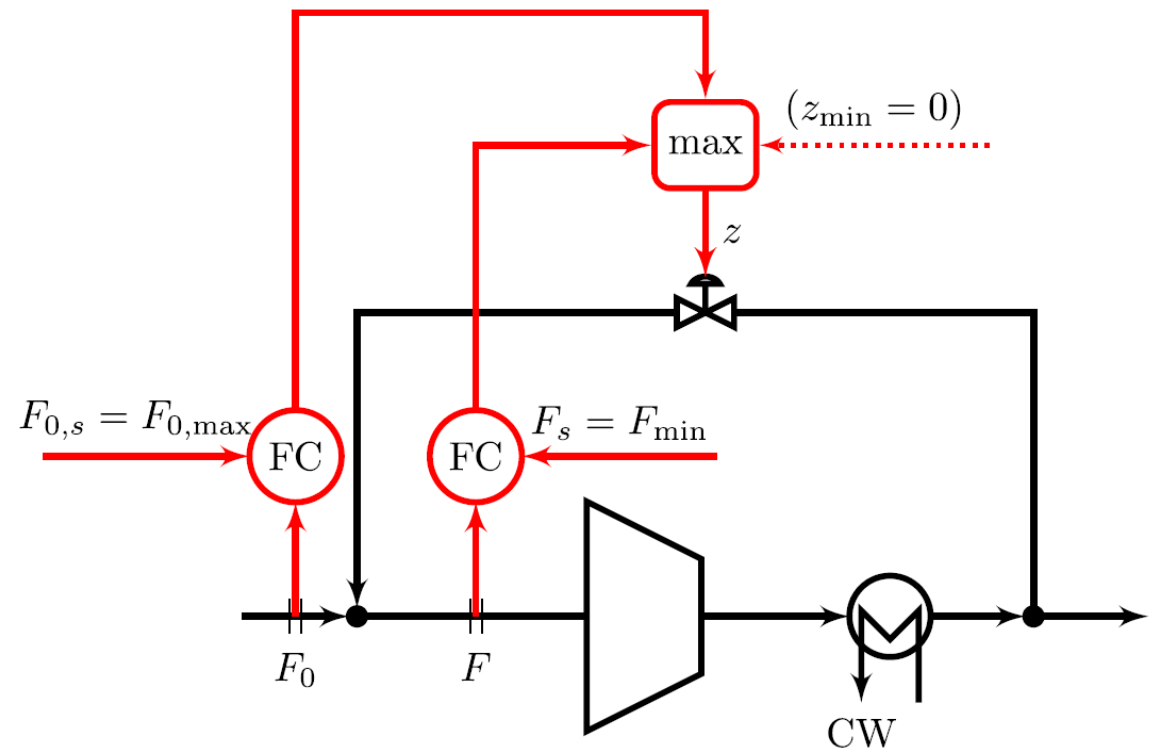 (z_min = 0)
max
z
F_0,s = F_0,max
F_s = F_min
FC
FC
F_0
F
CW